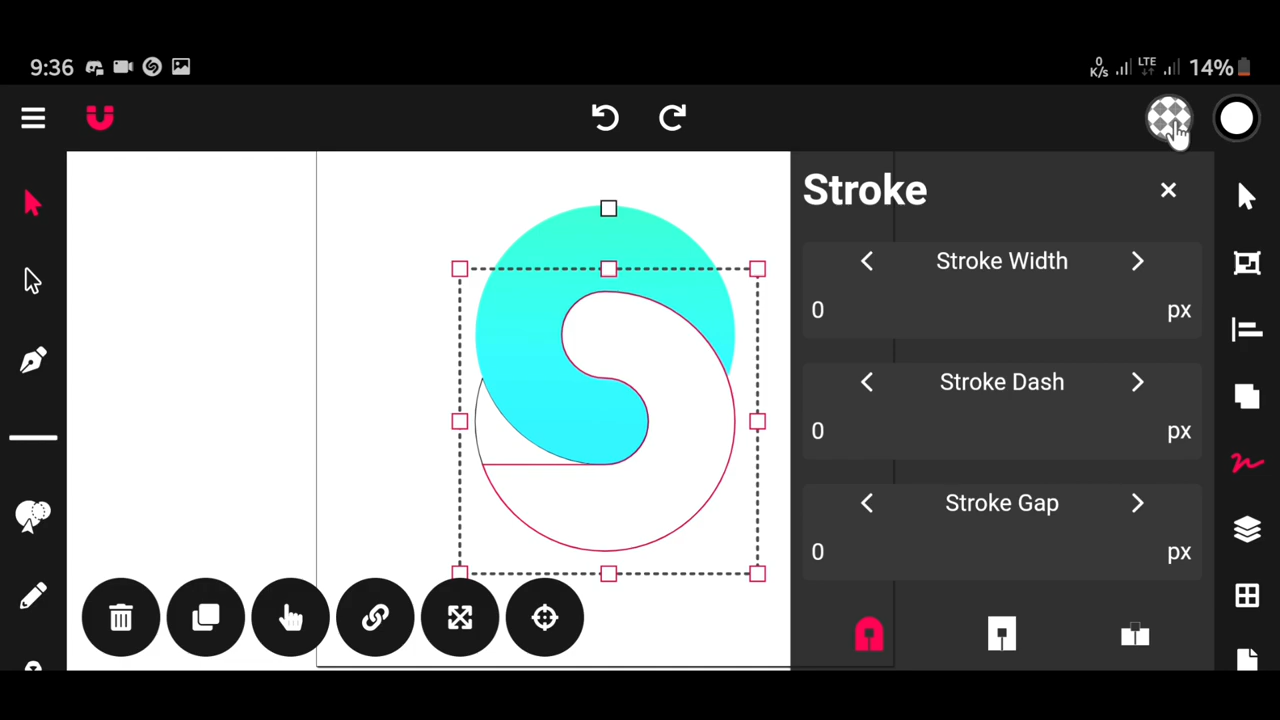 9:36
0
K/s
LTE
14%
Stroke
Stroke Width
0 px
Stroke Dash
0 px
Stroke Gap
0 px